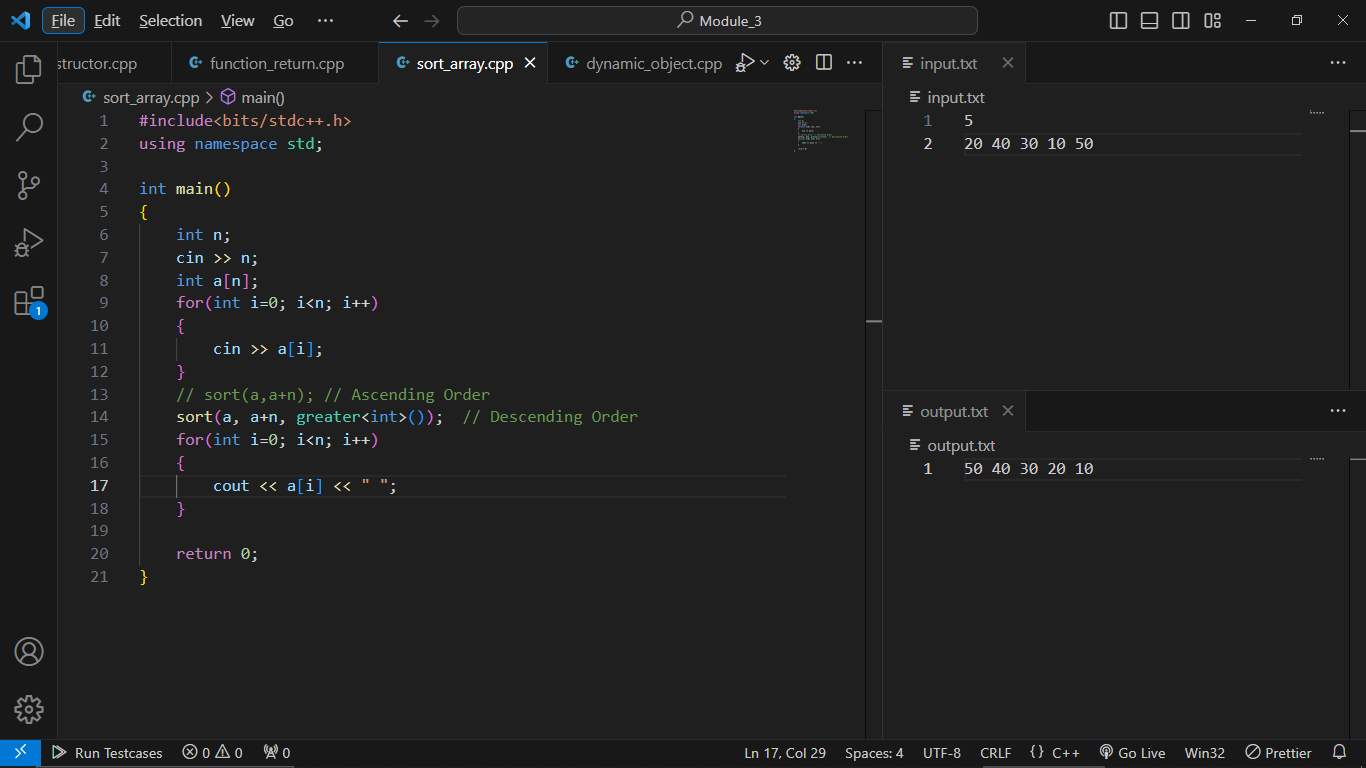 File Edit Selection View Go ··· Module_3
structor.cpp function_return.cpp sort_array.cpp dynamic_object.cpp
sort_array.cpp > main()
1 #include<bits/stdc++.h>
2 using namespace std;
3
4 int main()
5 {
6 int n;
7 cin >> n;
8 int a[n];
9 for(int i=0; i<n; i++)
10 {
11 cin >> a[i];
12 }
13 // sort(a,a+n); // Ascending Order
14 sort(a, a+n, greater<int>()); // Descending Order
15 for(int i=0; i<n; i++)
16 {
17 cout << a[i] << " ";
18 }
19
20 return 0;
21 }
input.txt
input.txt
1 5
2 20 40 30 10 50
output.txt
output.txt
1 50 40 30 20 10
1
Run Testcases 0 0 0 Ln 17, Col 29 Spaces: 4 UTF-8 CRLF {} C++ Go Live Win32 Prettier